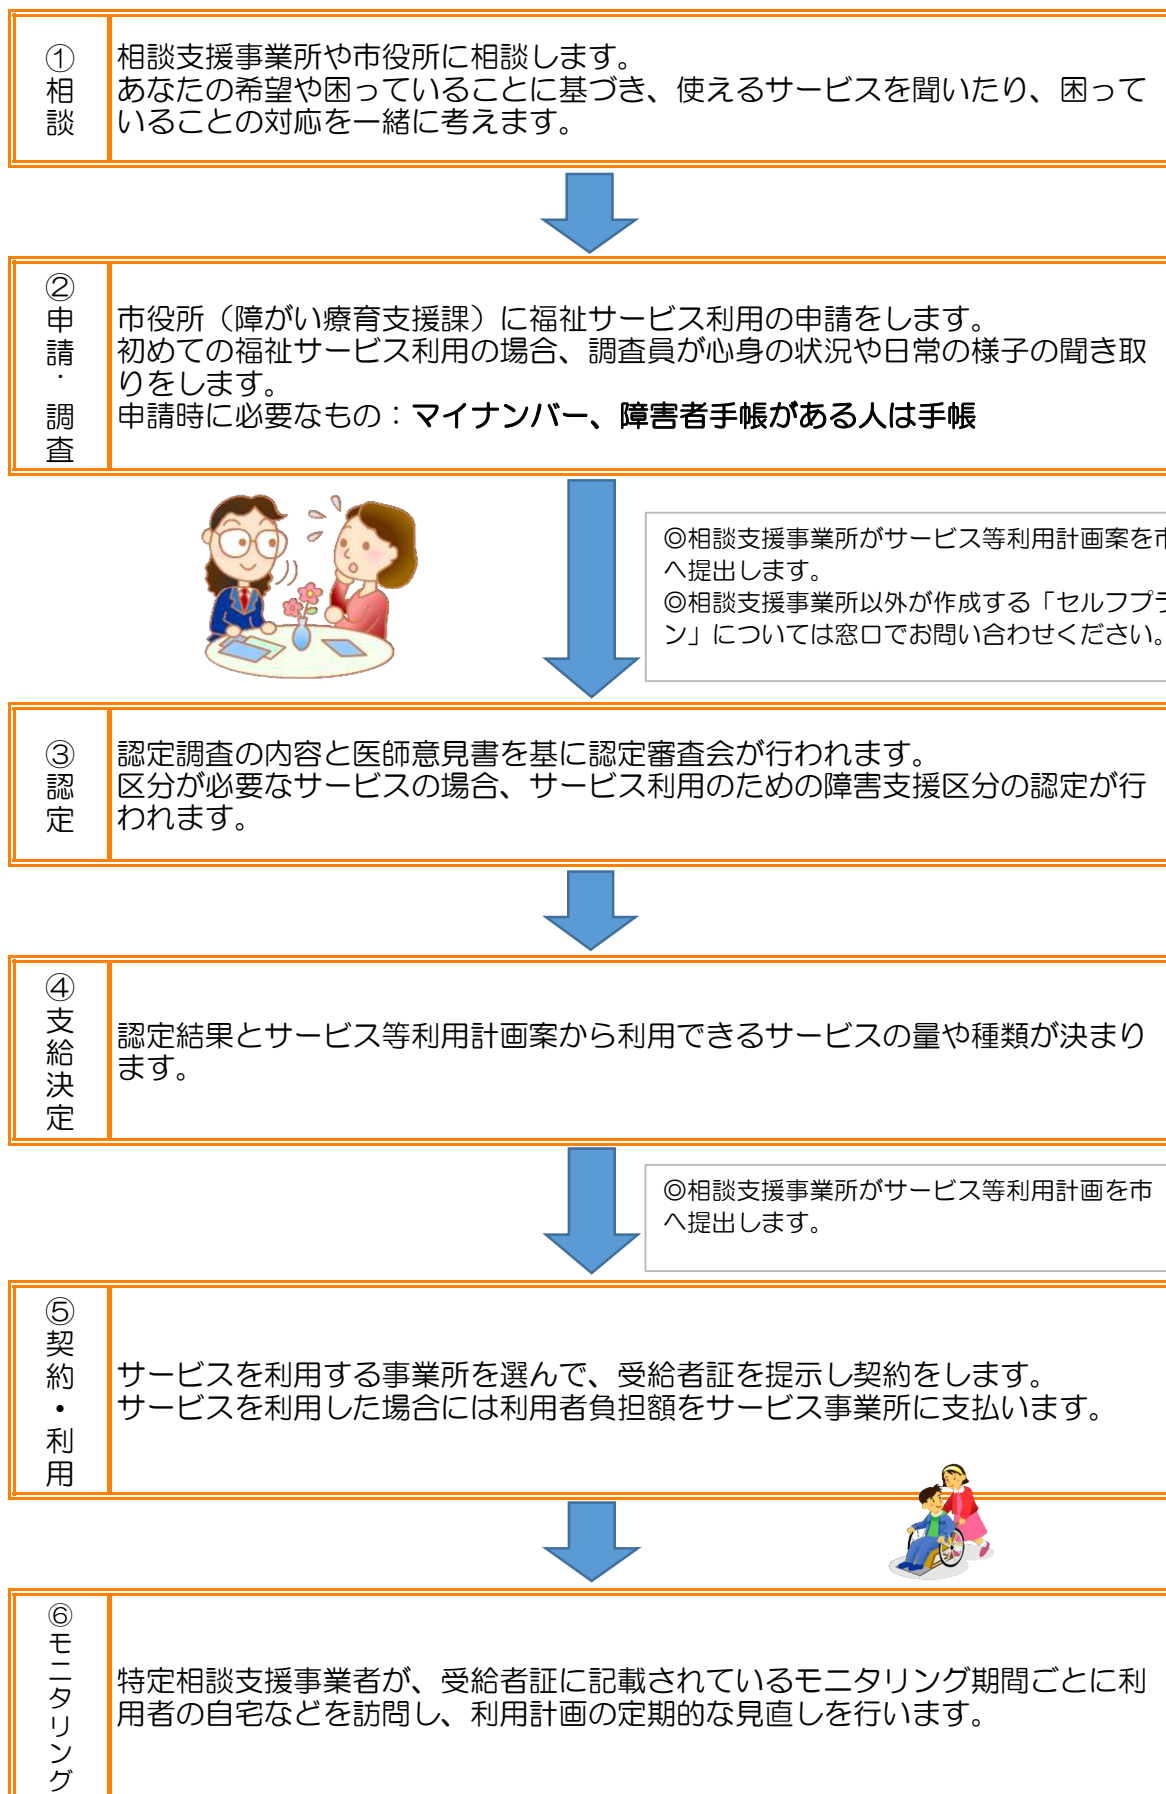 ①相談
相談支援事業所や市役所に相談します。
あなたの希望や困っていることに基づき、使えるサービスを聞いたり、困って
いることの対応を一緒に考えます。
②申請・調査
市役所（障がい療育支援課）に福祉サービス利用の申請をします。
初めての福祉サービス利用の場合、調査員が心身の状況や日常の様子の聞き取
りをします。
申請時に必要なもの：マイナンバー、障害者手帳がある人は手帳
◎相談支援事業所がサービス等利用計画案を市
へ提出します。
◎相談支援事業所以外が作成する「セルフプラ
ン」については窓口でお問い合わせください。
③認定
認定調査の内容と医師意見書を基に認定審査会が行われます。
区分が必要なサービスの場合、サービス利用のための障害支援区分の認定が行
われます。
④支給決定
認定結果とサービス等利用計画案から利用できるサービスの量や種類が決まり
ます。
◎相談支援事業所がサービス等利用計画を市
へ提出します。
⑤契約・利用
サービスを利用する事業所を選んで、受給者証を提示し契約をします。
サービスを利用した場合には利用者負担額をサービス事業所に支払います。
⑥モニタリング
特定相談支援事業者が、受給者証に記載されているモニタリング期間ごとに利
用者の自宅などを訪問し、利用計画の定期的な見直しを行います。